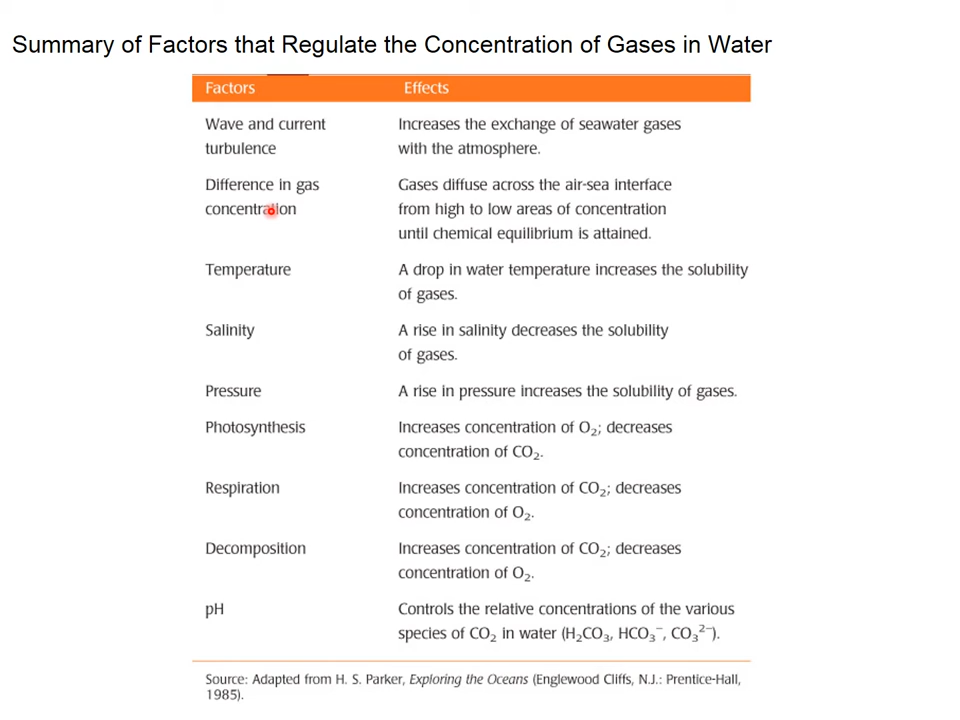 Summary of Factors that Regulate the Concentration of Gases in Water
Factors Effects
Wave and current Increases the exchange of seawater gases
turbulence with the atmosphere.
Difference in gas Gases diffuse across the air-sea interface
concentration from high to low areas of concentration
until chemical equilibrium is attained.
Temperature A drop in water temperature increases the solubility
of gases.
Salinity A rise in salinity decreases the solubility
of gases.
Pressure A rise in pressure increases the solubility of gases.
Photosynthesis Increases concentration of O₂; decreases
concentration of CO₂.
Respiration Increases concentration of CO₂; decreases
concentration of O₂.
Decomposition Increases concentration of CO₂; decreases
concentration of O₂.
pH Controls the relative concentrations of the various
species of CO₂ in water (H₂CO₃, HCO₃⁻, CO₃²⁻).
Source: Adapted from H. S. Parker, Exploring the Oceans (Englewood Cliffs, N.J.: Prentice-Hall,
1985).